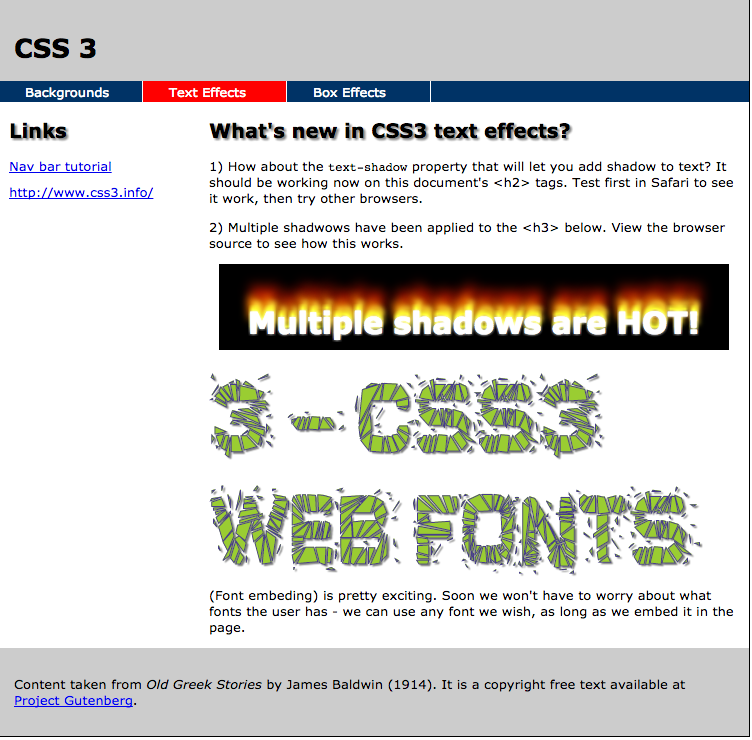 CSS 3
Backgrounds Text Effects Box Effects
Links
Nav bar tutorial
http://www.css3.info/
What's new in CSS3 text effects?
1) How about the text-shadow property that will let you add shadow to text? It
should be working now on this document's <h2> tags. Test first in Safari to see
it work, then try other browsers.
2) Multiple shadwows have been applied to the <h3> below. View the browser
source to see how this works.
Multiple shadows are HOT!
3 - CSS3
WEB FONTS
(Font embeding) is pretty exciting. Soon we won't have to worry about what
fonts the user has - we can use any font we wish, as long as we embed it in the
page.
Content taken from Old Greek Stories by James Baldwin (1914). It is a copyright free text available at
Project Gutenberg.